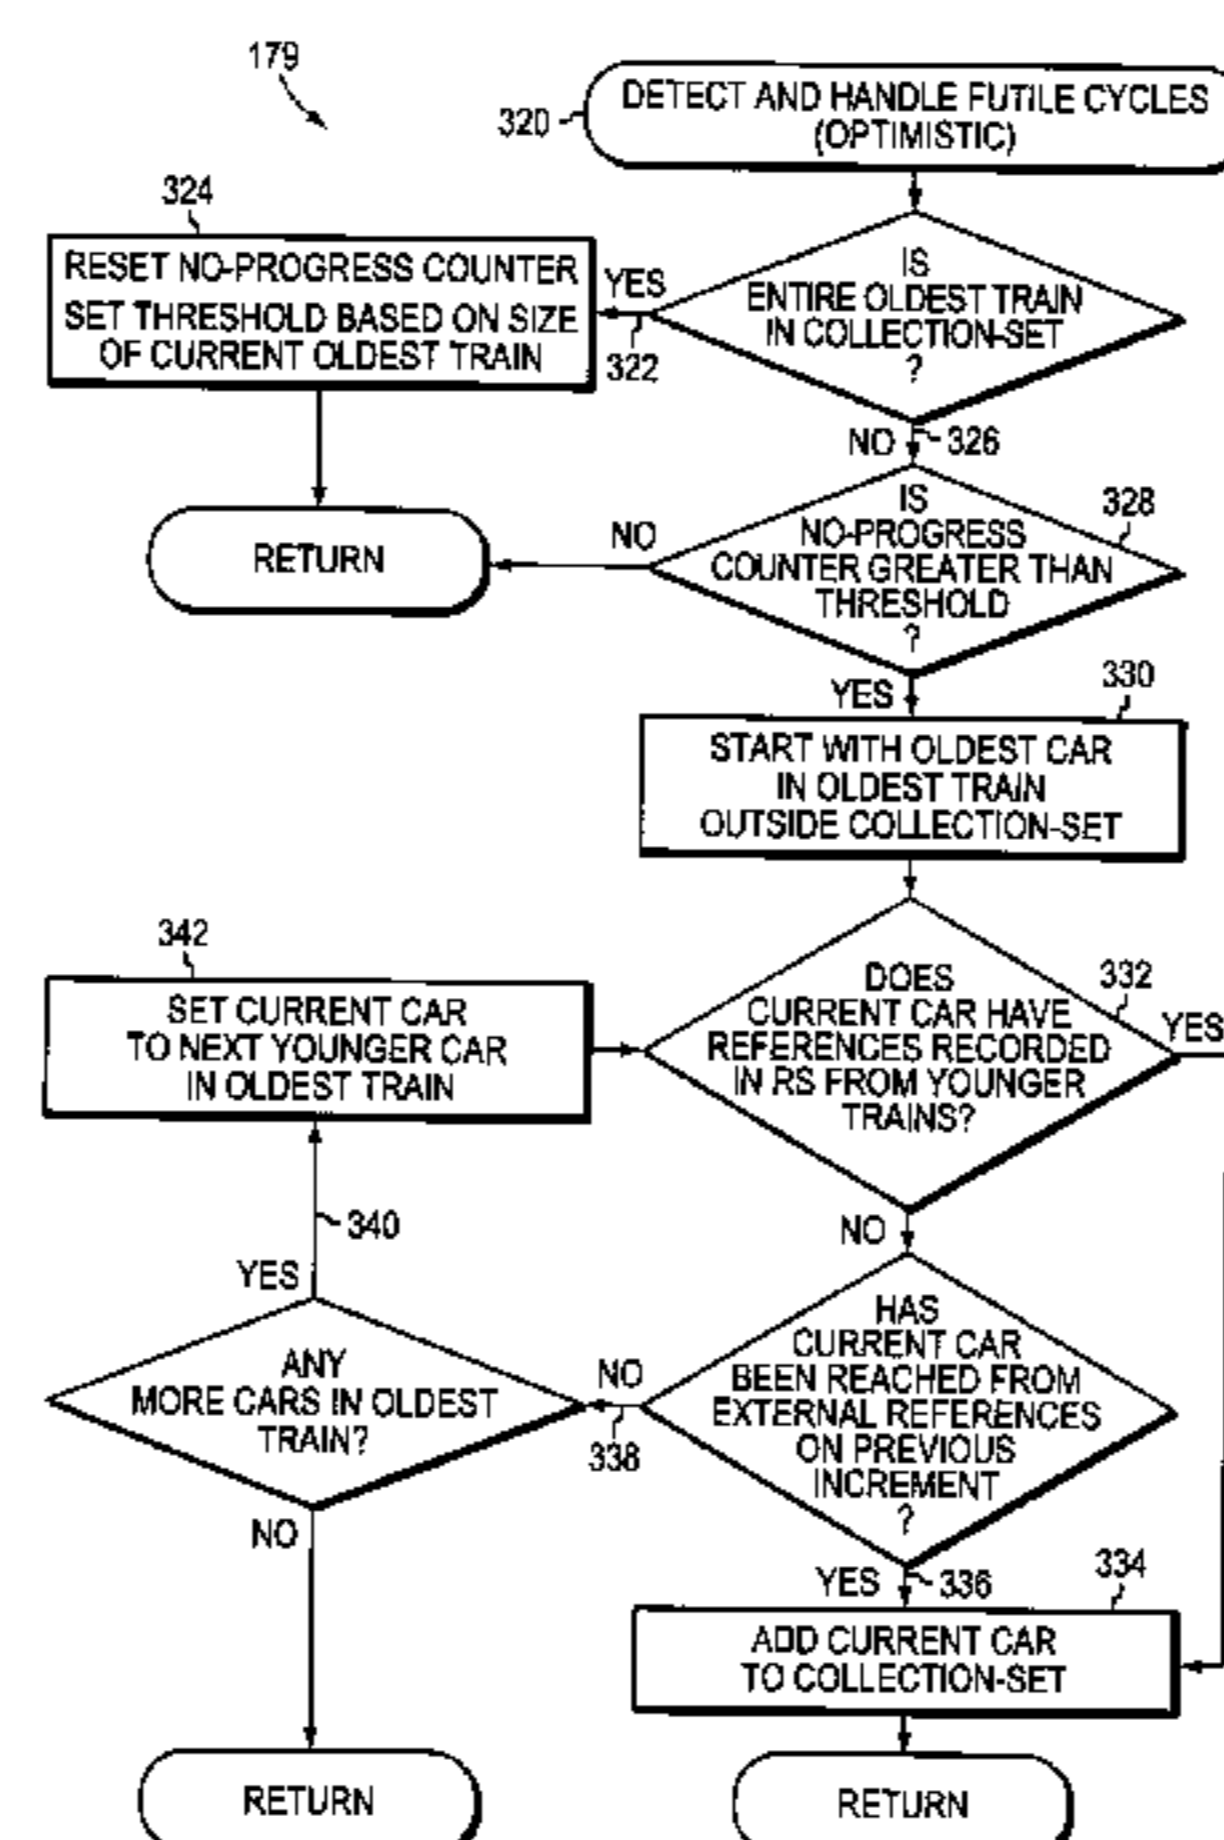 179
320
DETECT AND HANDLE FUTILE CYCLES
(OPTIMISTIC)
324
RESET NO-PROGRESS COUNTER
SET THRESHOLD BASED ON SIZE
OF CURRENT OLDEST TRAIN
YES
322
IS
ENTIRE OLDEST TRAIN
IN COLLECTION-SET
?
NO
326
RETURN
NO
IS
NO-PROGRESS
COUNTER GREATER THAN
THRESHOLD
?
328
YES
330
START WITH OLDEST CAR
IN OLDEST TRAIN
OUTSIDE COLLECTION-SET
342
SET CURRENT CAR
TO NEXT YOUNGER CAR
IN OLDEST TRAIN
DOES
CURRENT CAR HAVE
REFERENCES RECORDED
IN RS FROM YOUNGER
TRAINS?
332
YES
340
YES
NO
ANY
MORE CARS IN OLDEST
TRAIN?
NO
338
HAS
CURRENT CAR
BEEN REACHED FROM
EXTERNAL REFERENCES
ON PREVIOUS
INCREMENT
?
NO
YES
336
334
ADD CURRENT CAR
TO COLLECTION-SET
RETURN
RETURN